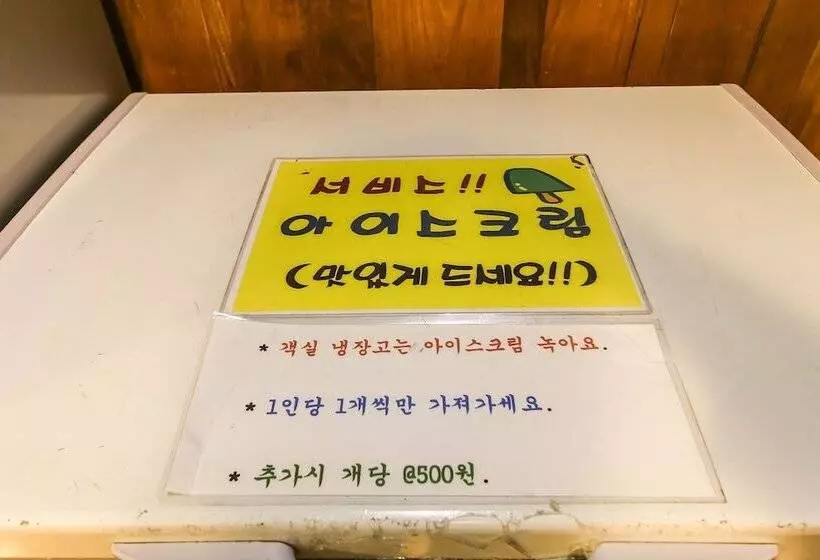 서비스!!
아이스크림
(맛있게 드세요!!)
* 객실 냉장고는 아이스크림 녹아요.
* 1인당 1개씩만 가져가세요.
* 추가시 개당 @500원.